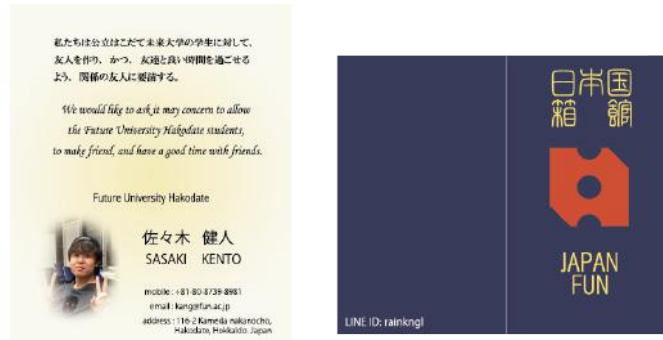 私たちは公立はこだて未来大学の学生に対して、
友人を作り、かつ、友達と良い時間を過ごせる
よう、関係の友人に要請する。
We would like to ask it may concern to allow
the Future University Hakodate students,
to make friend, and have a good time with friends.
Future University Hakodate
佐々木 健人
SASAKI KENTO
mobile : +81-80-8739-8981
email : kang@fun.ac.jp
address : 116-2 Kameda nakanocho,
Hakodate, Hokkaido. Japan
日本国
箱 館
JAPAN
FUN
LINE ID: rainkngl